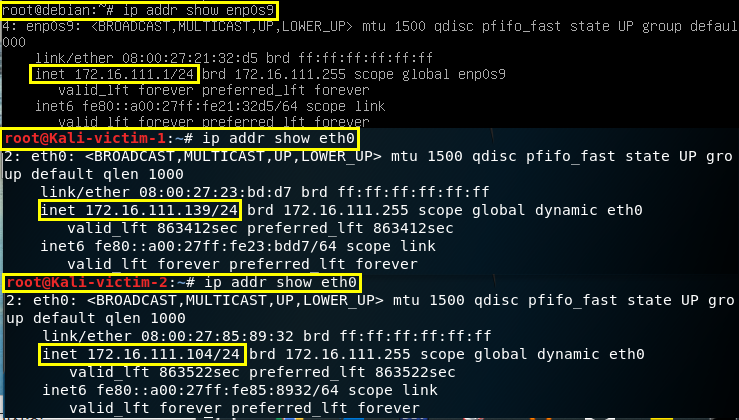 root@debian:~# ip addr show enp0s9
4: enp0s9: <BROADCAST,MULTICAST,UP,LOWER_UP> mtu 1500 qdisc pfifo_fast state UP group defaul
000
link/ether 08:00:27:21:32:d5 brd ff:ff:ff:ff:ff:ff
inet 172.16.111.1/24 brd 172.16.111.255 scope global enp0s9
valid_lft forever preferred_lft forever
inet6 fe80::a00:27ff:fe21:32d5/64 scope link
valid_lft forever preferred_lft forever
root@Kali-victim-1:~# ip addr show eth0
2: eth0: <BROADCAST,MULTICAST,UP,LOWER_UP> mtu 1500 qdisc pfifo_fast state UP gro
up default qlen 1000
link/ether 08:00:27:23:bd:d7 brd ff:ff:ff:ff:ff:ff
inet 172.16.111.139/24 brd 172.16.111.255 scope global dynamic eth0
valid_lft 863412sec preferred_lft 863412sec
inet6 fe80::a00:27ff:fe23:bdd7/64 scope link
valid_lft forever preferred_lft forever
root@Kali-victim-2:~# ip addr show eth0
2: eth0: <BROADCAST,MULTICAST,UP,LOWER_UP> mtu 1500 qdisc pfifo_fast state UP gro
up default qlen 1000
link/ether 08:00:27:85:89:32 brd ff:ff:ff:ff:ff:ff
inet 172.16.111.104/24 brd 172.16.111.255 scope global dynamic eth0
valid_lft 863522sec preferred_lft 863522sec
inet6 fe80::a00:27ff:fe85:8932/64 scope link
valid_lft forever preferred_lft forever